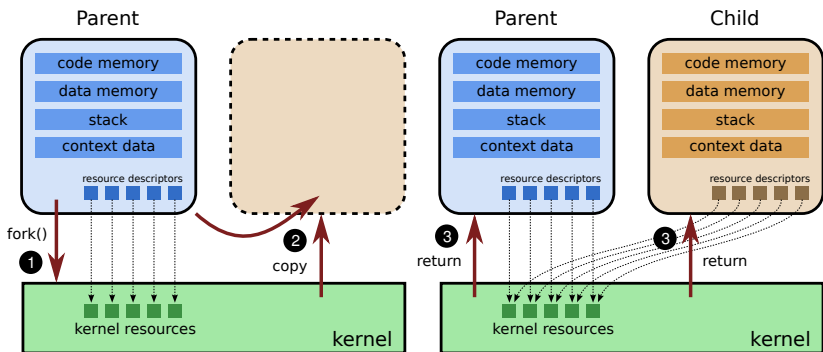 Parent
code memory
data memory
stack
context data
resource descriptors
fork()
1
2
copy
kernel resources
kernel
Parent
Child
code memory
data memory
stack
context data
resource descriptors
code memory
data memory
stack
context data
resource descriptors
3
return
3
return
kernel resources
kernel